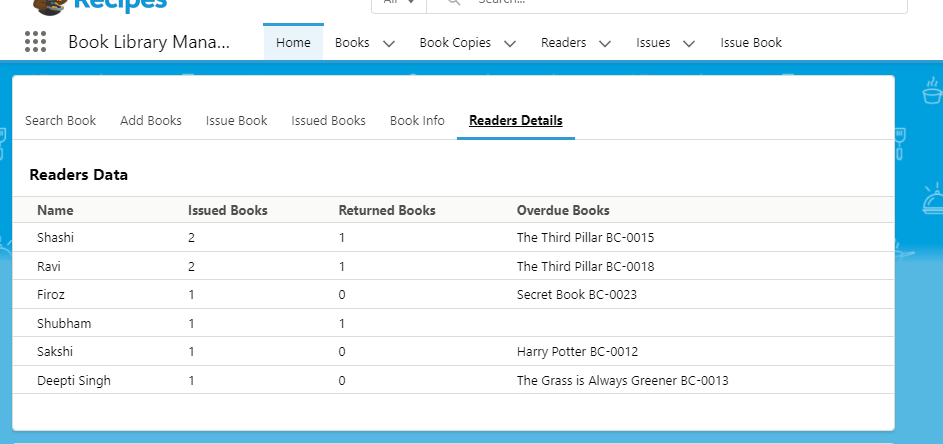 Recipes All Search...
Book Library Mana... Home Books Book Copies Readers Issues Issue Book
Search Book Add Books Issue Book Issued Books Book Info Readers Details
Readers Data
Name Issued Books Returned Books Overdue Books
Shashi 2 1 The Third Pillar BC-0015
Ravi 2 1 The Third Pillar BC-0018
Firoz 1 0 Secret Book BC-0023
Shubham 1 1
Sakshi 1 0 Harry Potter BC-0012
Deepti Singh 1 0 The Grass is Always Greener BC-0013